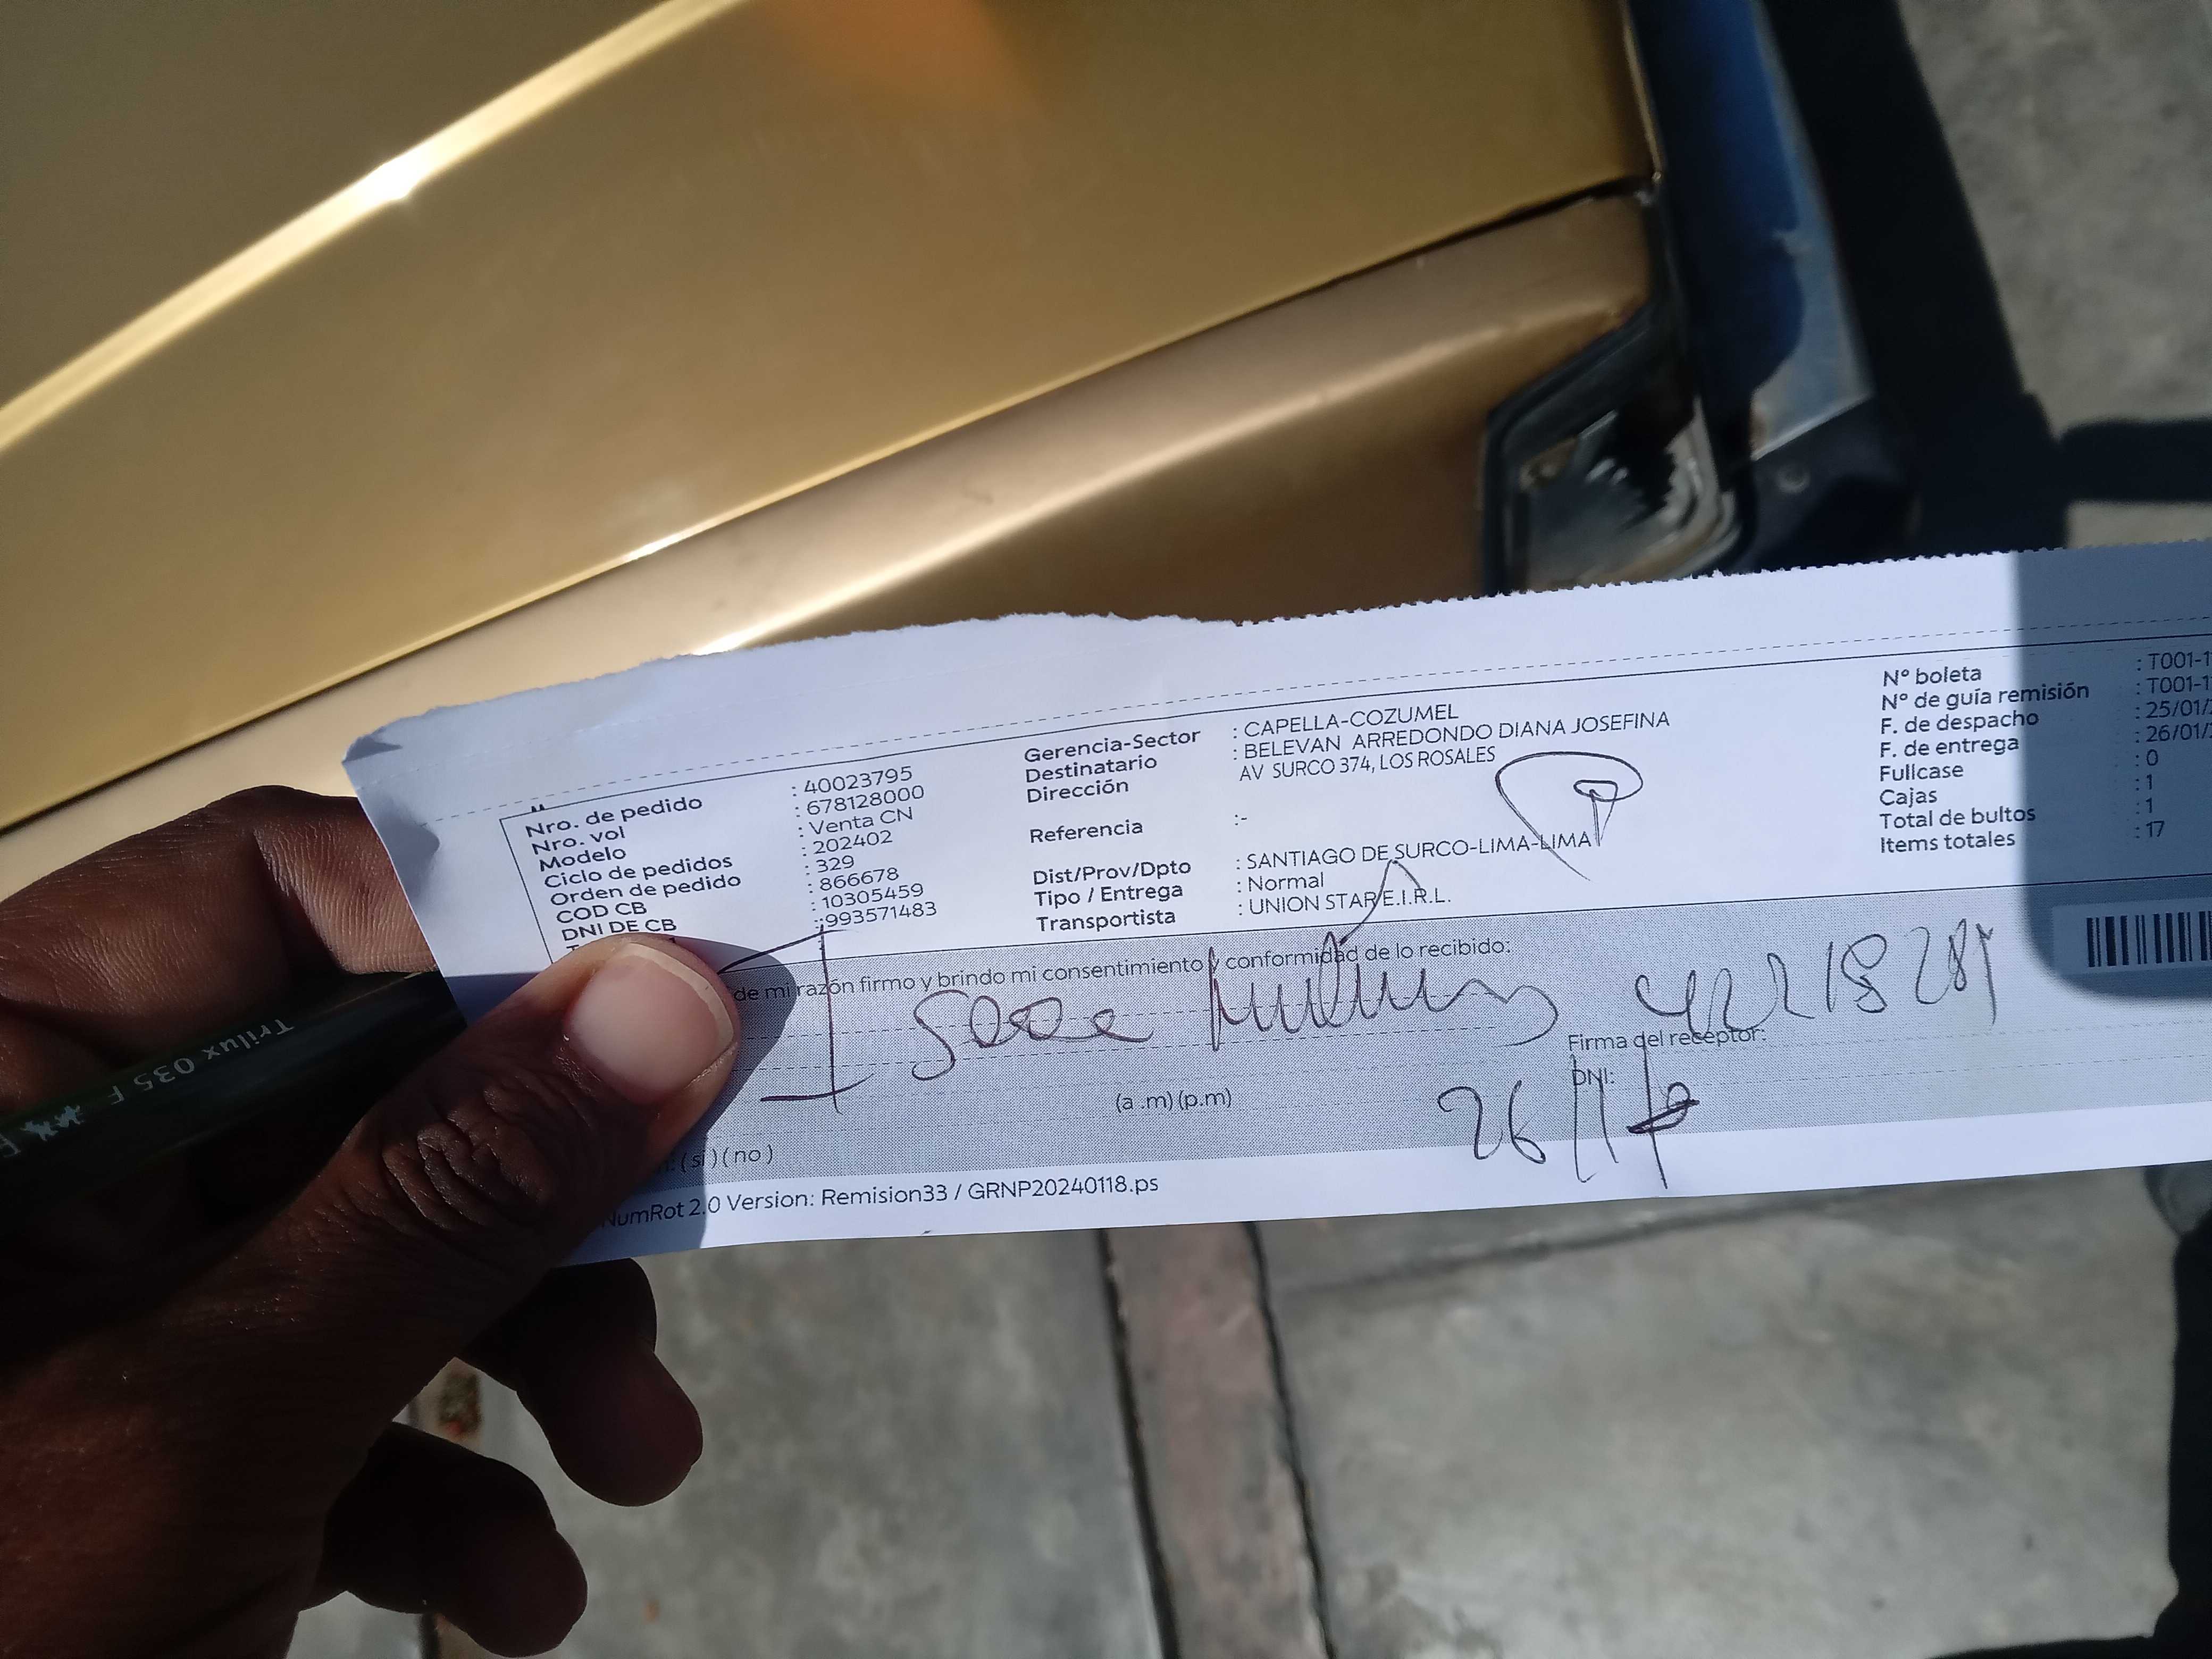 Nro. de pedido : 40023795
Nro. vol : 678128000
Modelo : Venta CN
Ciclo de pedidos : 202402
Orden de pedido : 329
COD CB : 866678
DNI DE CB : 10305459
: 993571483
Gerencia-Sector : CAPELLA-COZUMEL
Destinatario : BELEVAN ARREDONDO DIANA JOSEFINA
Dirección AV SURCO 374, LOS ROSALES
Referencia :-
Dist/Prov/Dpto : SANTIAGO DE SURCO-LIMA-LIMA
Tipo / Entrega : Normal
Transportista : UNION STAR E.I.R.L.
Nº boleta : T001-1
Nº de guía remisión : T001-1
F. de despacho : 25/01/
F. de entrega : 26/01/
Fullcase : 0
Cajas : 1
Total de bultos : 1
Items totales : 17
de mi razón firmo y brindo mi consentimiento y conformidad de lo recibido:
Firma del receptor:
DNI:
26/1/
(a .m) (p.m)
: ( si ) ( no )
NumRot 2.0 Version: Remision33 / GRNP20240118.ps
Trilux 035 F